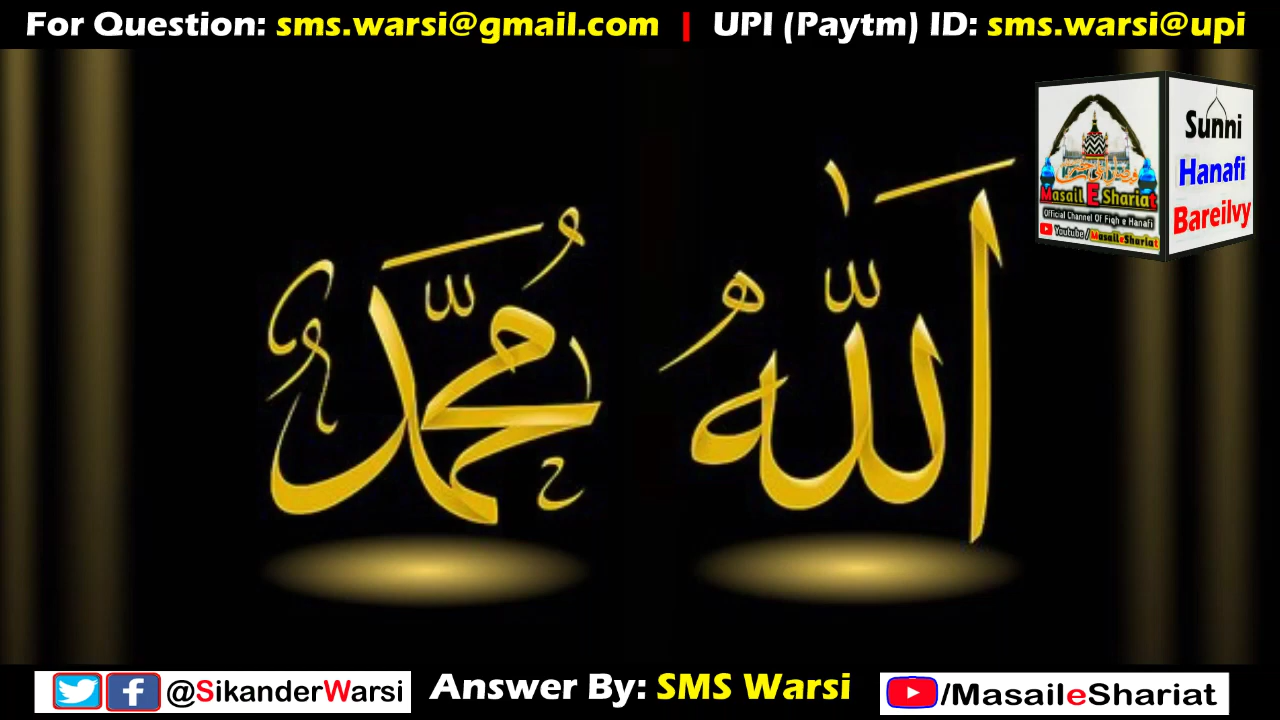 For Question: sms.warsi@gmail.com | UPI (Paytm) ID: sms.warsi@upi
الله
محمد
Masail E Shariat
Official Channel Of Fiqh e Hanafi
Youtube / MasaileShariat
Sunni
Hanafi
Bareilvy
@SikanderWarsi
Answer By: SMS Warsi
/MasaileShariat